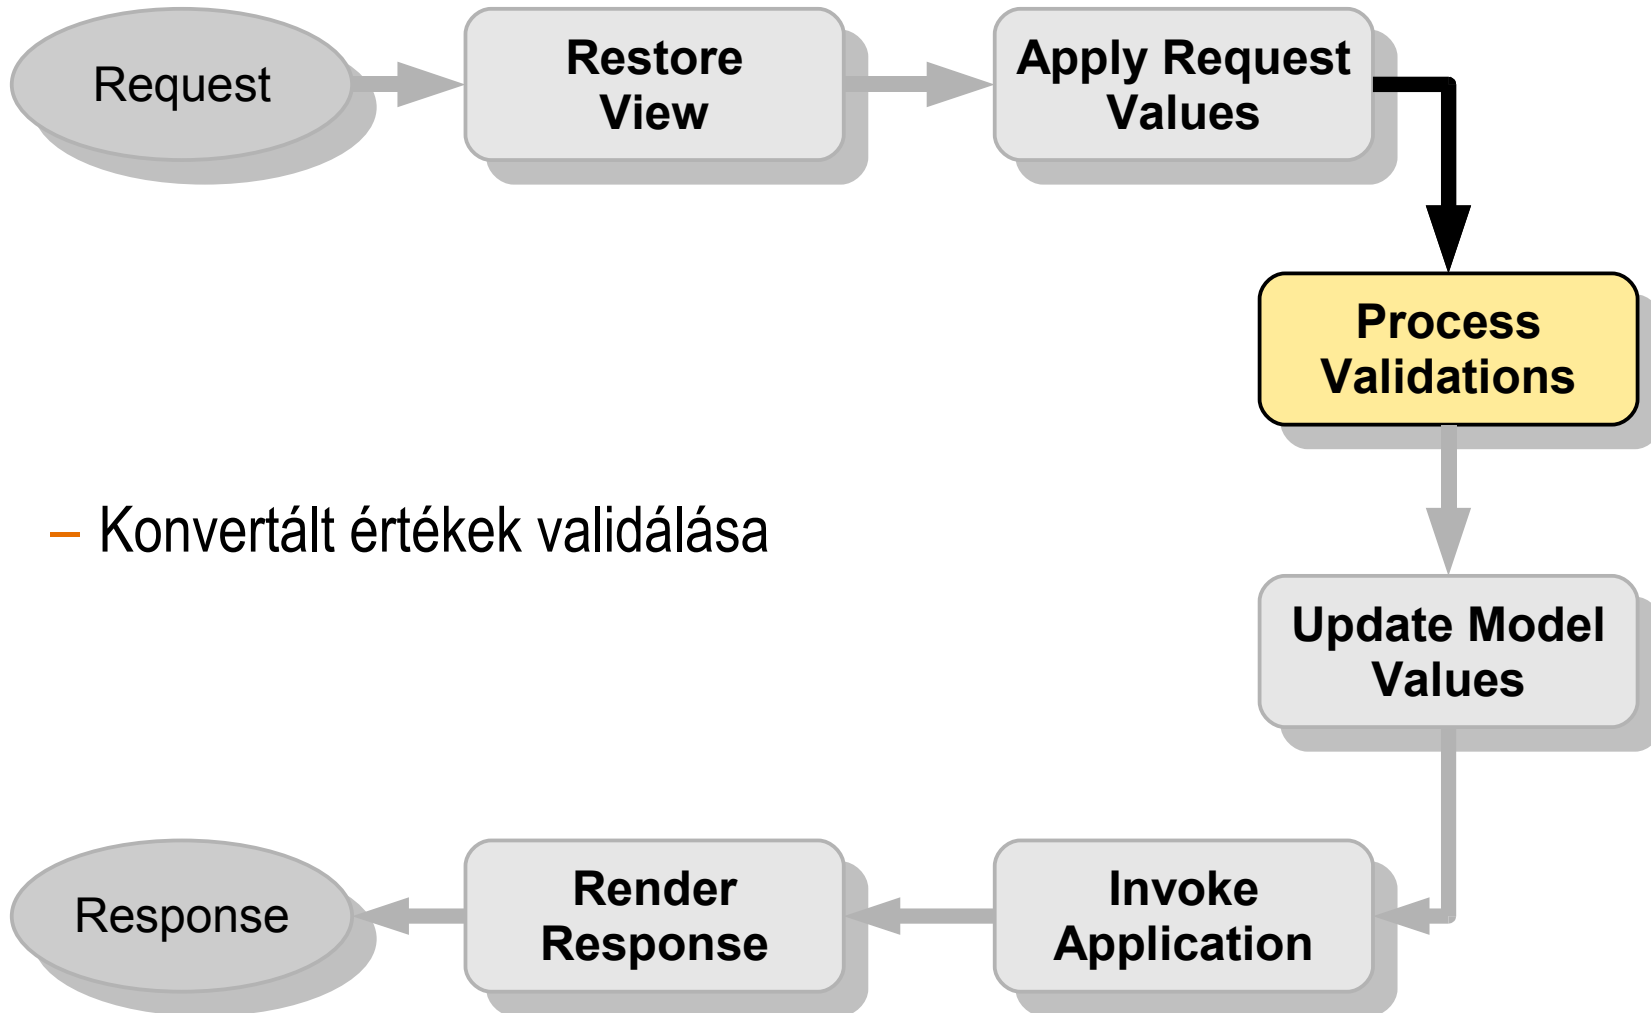 Request
Restore
View
Apply Request
Values
Process
Validations
– Konvertált értékek validálása
Update Model
Values
Response
Render
Response
Invoke
Application